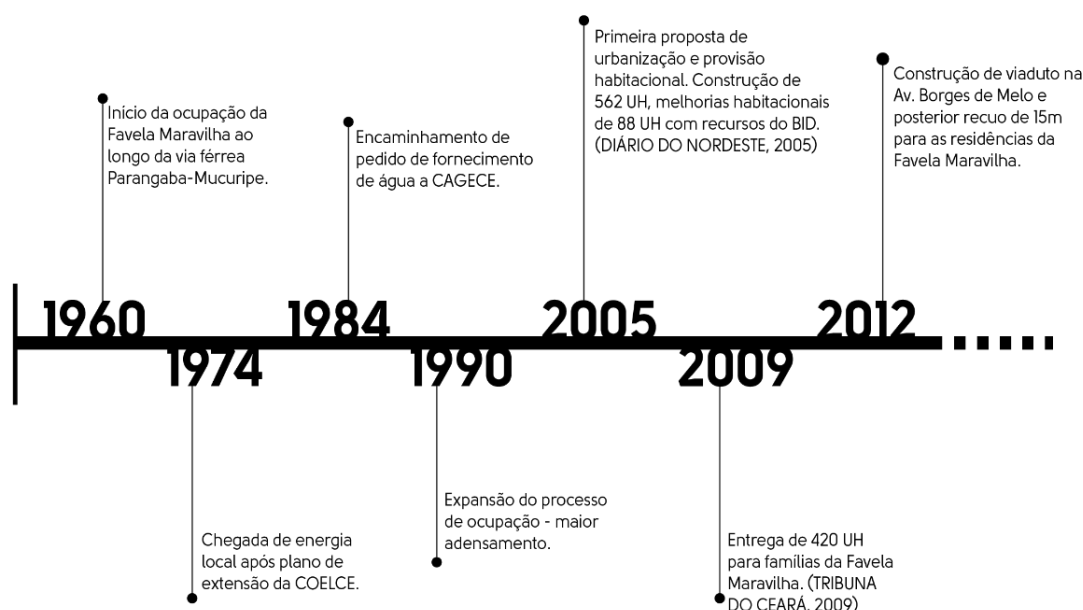 Início da ocupação da
Favela Maravilha ao
longo da via férrea
Parangaba-Mucuripe.
1960
Chegada de energia
local após plano de
extensão da COELCE.
1974
Encaminhamento de
pedido de fornecimento
de água a CAGECE.
1984
Expansão do processo
de ocupação - maior
adensamento.
1990
Primeira proposta de
urbanização e provisão
habitacional. Construção de
562 UH, melhorias habitacionais
de 88 UH com recursos do BID.
(DIÁRIO DO NORDESTE, 2005)
2005
Entrega de 420 UH
para famílias da Favela
Maravilha. (TRIBUNA
DO CEARÁ, 2009)
2009
Construção de viaduto na
Av. Borges de Melo e
posterior recuo de 15m
para as residências da
Favela Maravilha.
2012